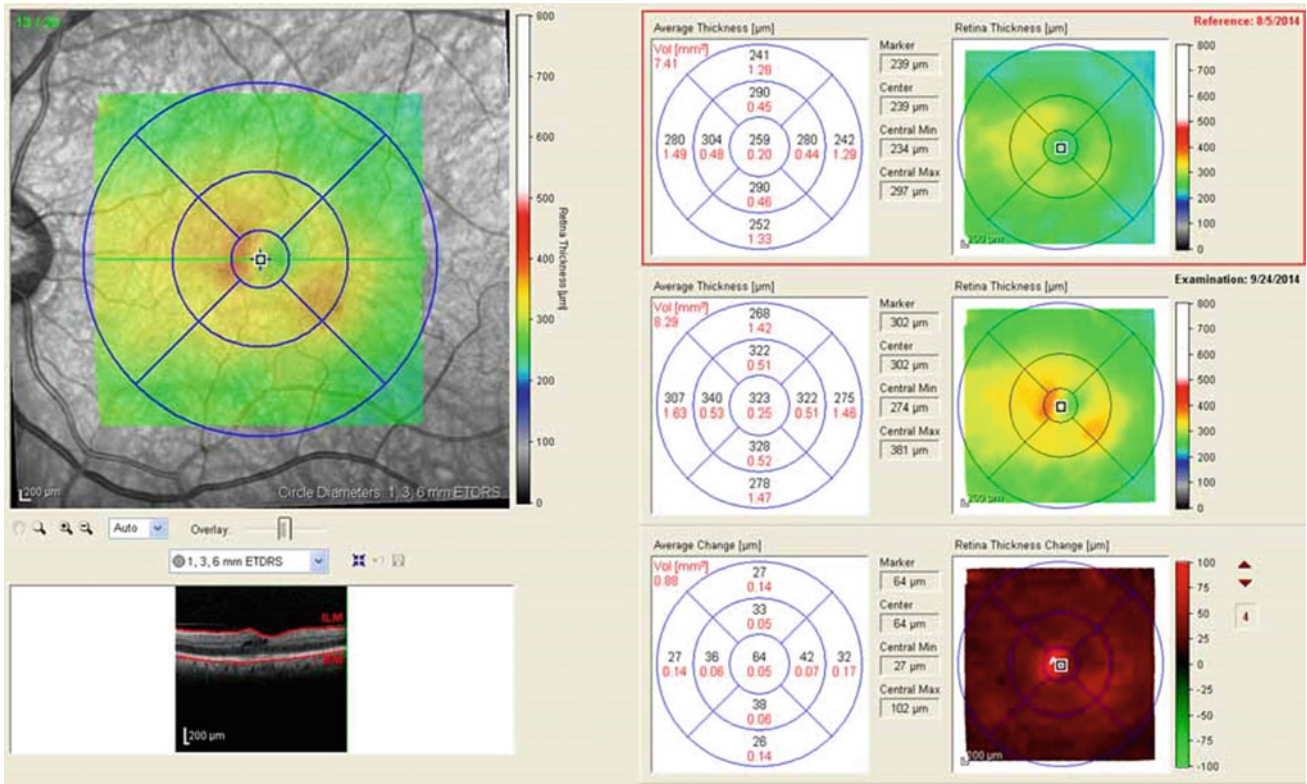 13 / 28
800
700
600
500
400
300
200
100
0
Retina Thickness [µm]
200 µm
Circle Diameters: 1, 3, 6 mm ETDRS
Auto
Overlay:
1, 3, 6 mm ETDRS
ILM
BM
200 µm
Reference: 8/5/2014
Average Thickness [µm]
Vol [mm³]
7.41
241
1.28
290
0.45
280 304 259 280 242
1.49 0.48 0.20 0.44 1.29
290
0.46
252
1.33
Marker
239 µm
Center
239 µm
Central Min
234 µm
Central Max
297 µm
Retina Thickness [µm]
200 µm
800
700
600
500
400
300
200
100
0
Examination: 9/24/2014
Average Thickness [µm]
Vol [mm³]
8.29
268
1.42
322
0.51
307 340 323 322 275
1.63 0.53 0.25 0.51 1.46
328
0.52
278
1.47
Marker
302 µm
Center
302 µm
Central Min
274 µm
Central Max
381 µm
Retina Thickness [µm]
200 µm
800
700
600
500
400
300
200
100
0
Average Change [µm]
Vol [mm³]
0.88
27
0.14
33
0.05
27 36 64 42 32
0.14 0.06 0.05 0.07 0.17
38
0.06
26
0.14
Marker
64 µm
Center
64 µm
Central Min
27 µm
Central Max
102 µm
Retina Thickness Change [µm]
200 µm
100
75
50
25
0
-25
-50
-75
-100
4